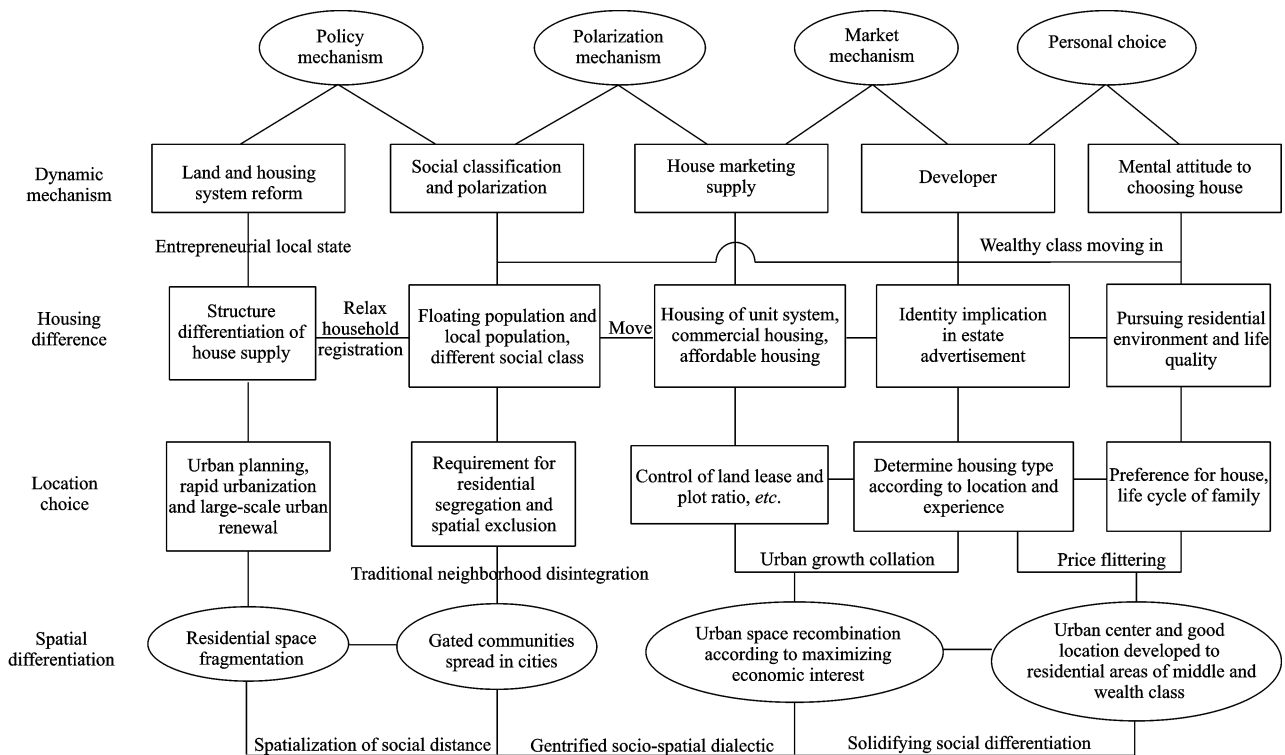 Policy
mechanism
Polarization
mechanism
Market
mechanism
Personal choice
Dynamic
mechanism
Land and housing
system reform
Social classification
and polarization
House marketing
supply
Developer
Mental attitude to
choosing house
Entrepreneurial local state
Wealthy class moving in
Housing
difference
Structure
differentiation of
house supply
Relax
household
registration
Floating population and
local population,
different social class
Move
Housing of unit system,
commercial housing,
affordable housing
Identity implication
in estate
advertisement
Pursuing residential
environment and life
quality
Location
choice
Urban planning,
rapid urbanization
and large-scale urban
renewal
Requirement for
residential
segregation and
spatial exclusion
Control of land lease and
plot ratio, etc.
Determine housing type
according to location and
experience
Preference for house,
life cycle of family
Traditional neighborhood disintegration
Urban growth collation
Price flittering
Spatial
differentiation
Residential space
fragmentation
Gated communities
spread in cities
Urban space recombination
according to maximizing
economic interest
Urban center and good
location developed to
residential areas of middle and
wealth class
Spatialization of social distance
Gentrified socio-spatial dialectic
Solidifying social differentiation